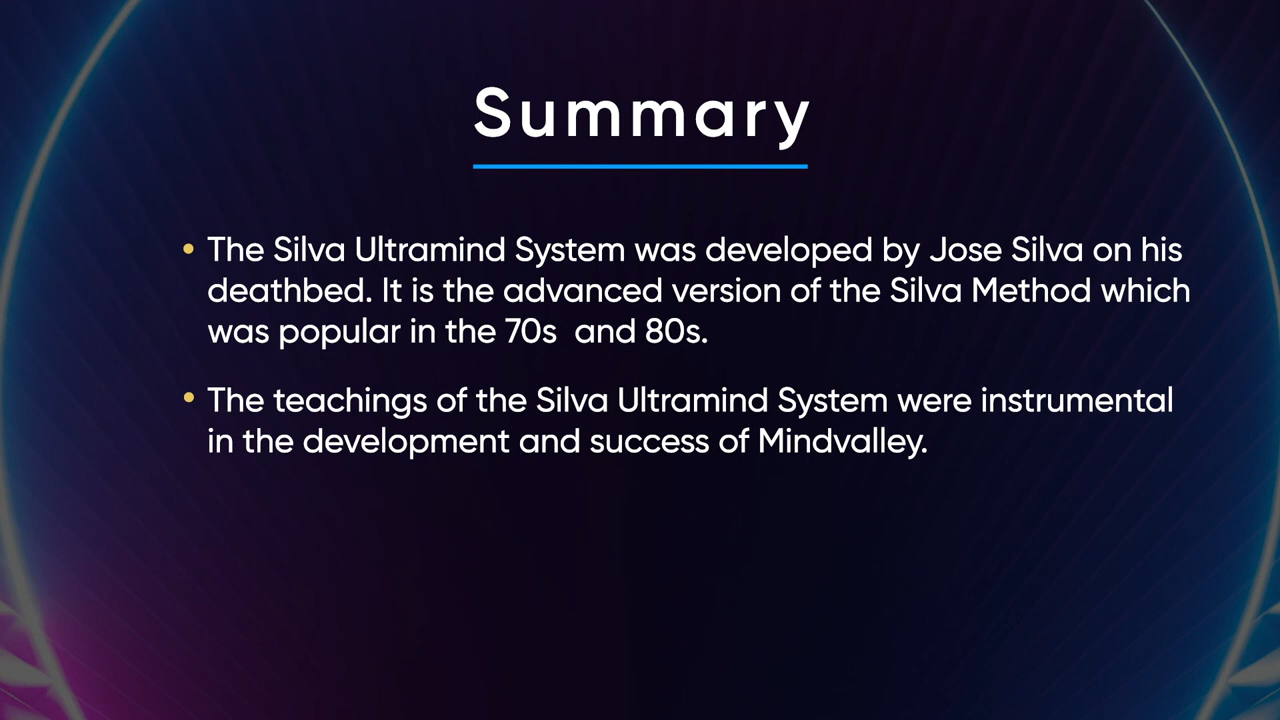 Summary
• The Silva Ultramind System was developed by Jose Silva on his
deathbed. It is the advanced version of the Silva Method which
was popular in the 70s  and 80s.
• The teachings of the Silva Ultramind System were instrumental
in the development and success of Mindvalley.